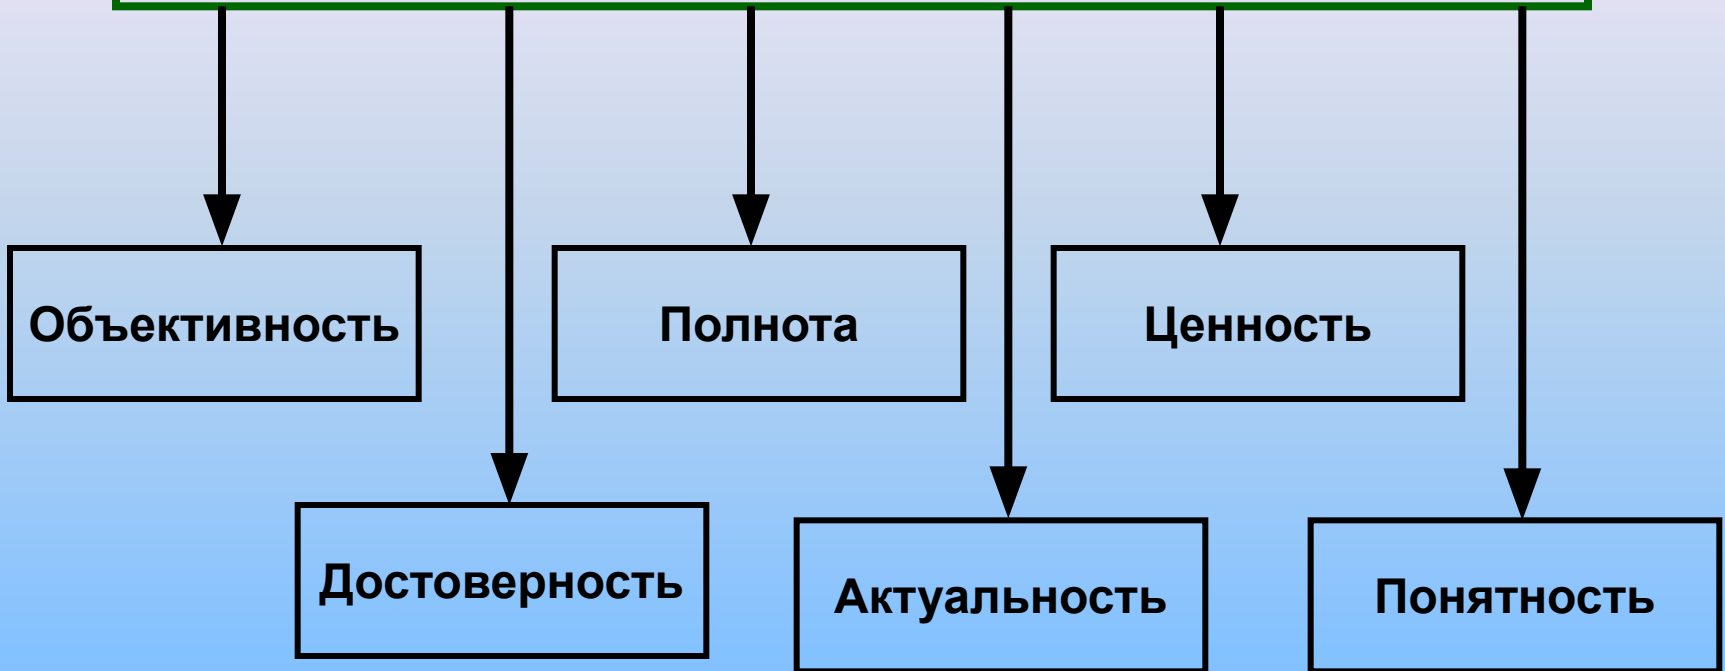 Объективность
Полнота
Ценность
Достоверность
Актуальность
Понятность